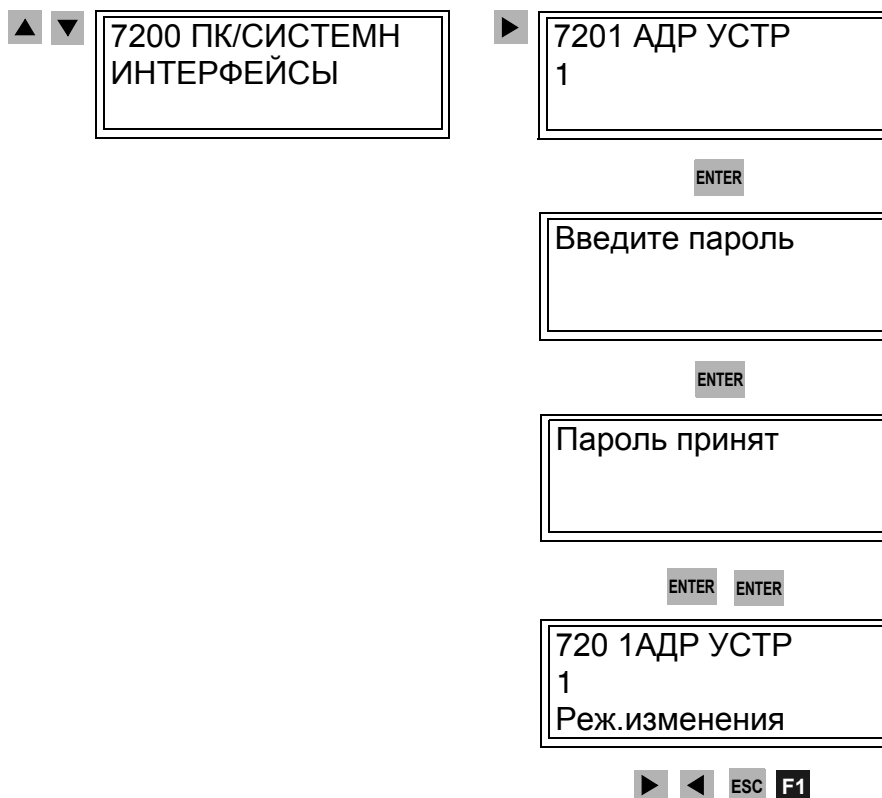 7200 ПК/СИСТЕМН
ИНТЕРФЕЙСЫ
7201 АДР УСТР
1
ENTER
Введите пароль
ENTER
Пароль принят
ENTER ENTER
720 1АДР УСТР
1
Реж.изменения
ESC F1